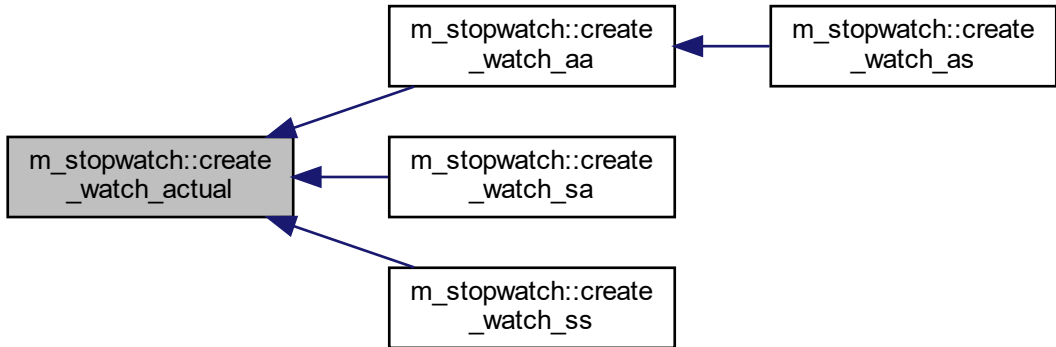 m_stopwatch::create
_watch_aa
m_stopwatch::create
_watch_as
m_stopwatch::create
_watch_actual
m_stopwatch::create
_watch_sa
m_stopwatch::create
_watch_ss